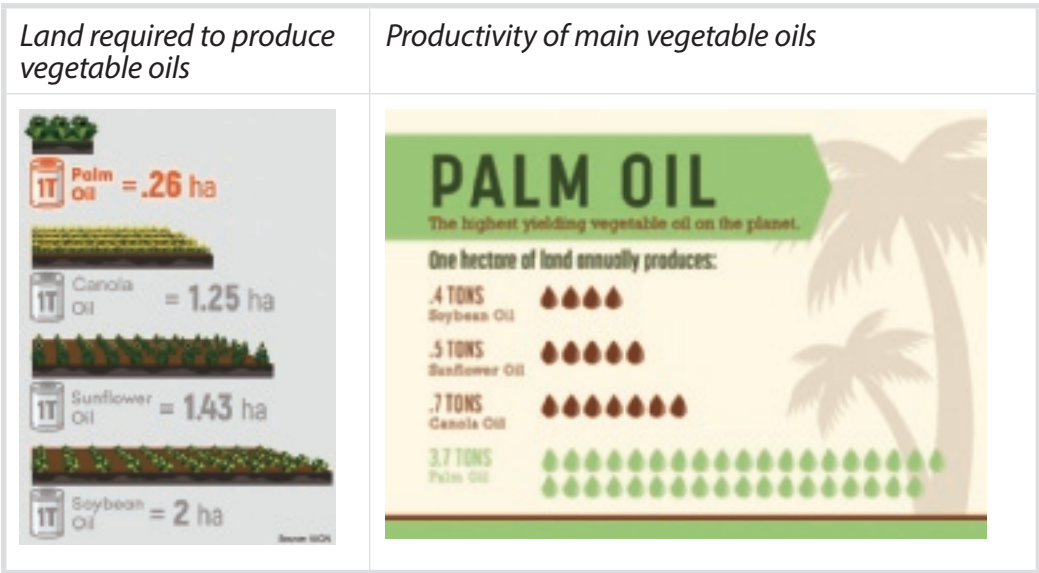 Land required to produce
vegetable oils
Productivity of main vegetable oils
1T Palm
Oil = .26 ha
1T Canola
Oil = 1.25 ha
1T Sunflower
Oil = 1.43 ha
1T Soybean
Oil = 2 ha
Source: IUCN
PALM OIL
The highest yielding vegetable oil on the planet.
One hectare of land annually produces:
.4 TONS
Soybean Oil
.5 TONS
Sunflower Oil
.7 TONS
Canola Oil
3.7 TONS
Palm Oil